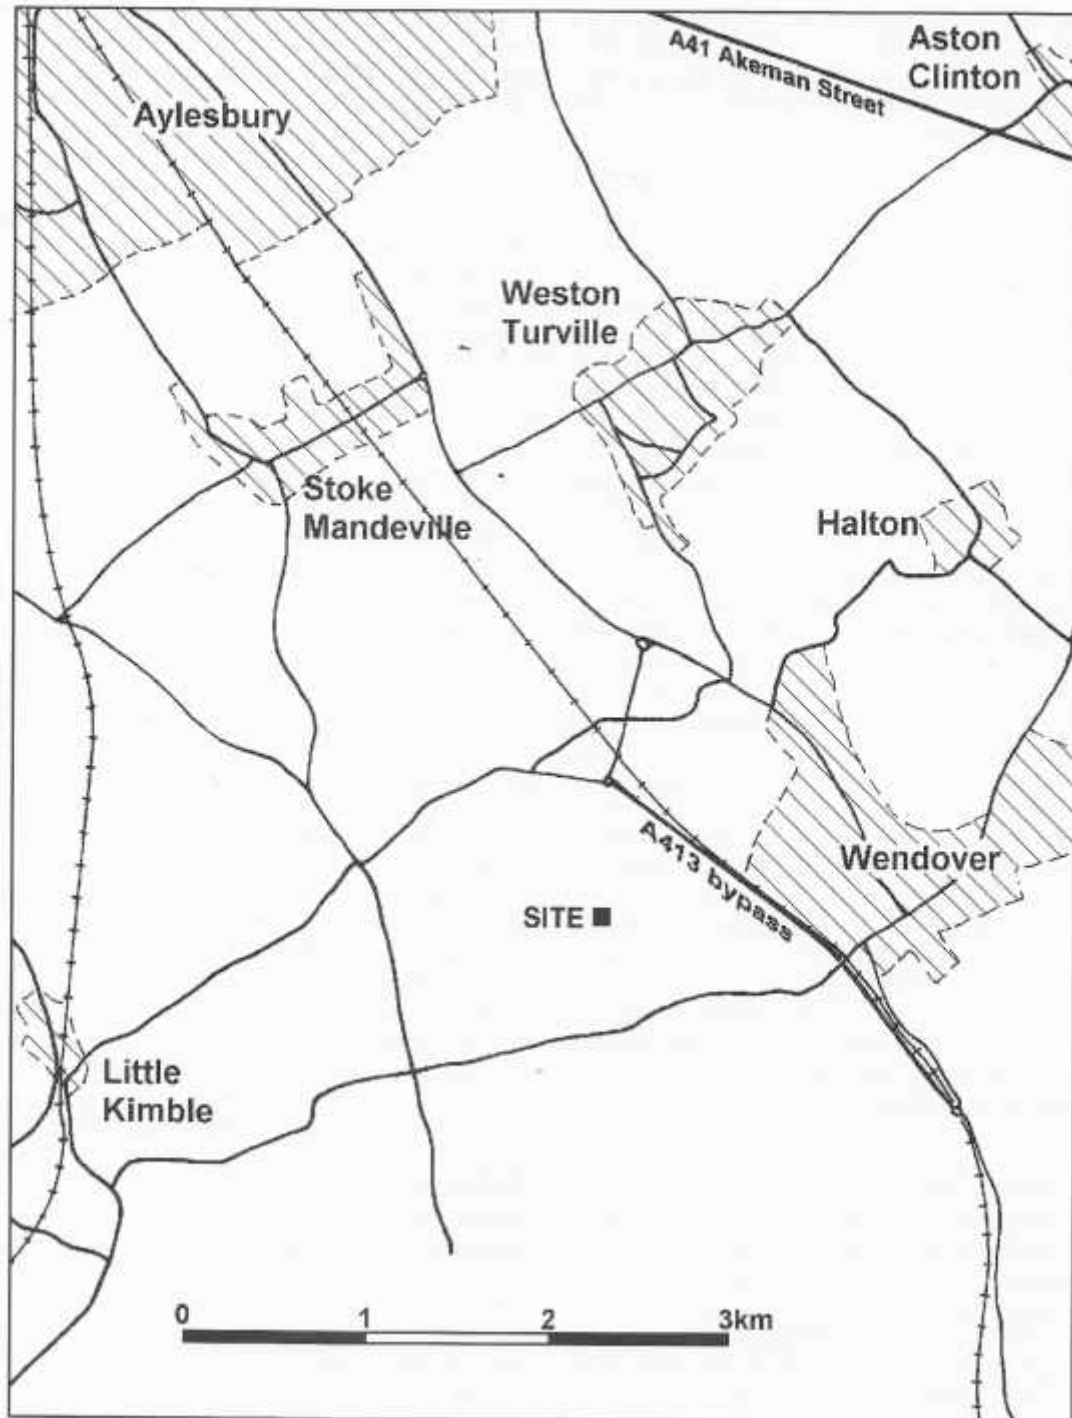 A41 Akeman Street
Aston
Clinton
Aylesbury
Weston
Turville
Stoke
Mandeville
Halton
A413 bypass
Wendover
SITE
Little
Kimble
0 1 2 3km